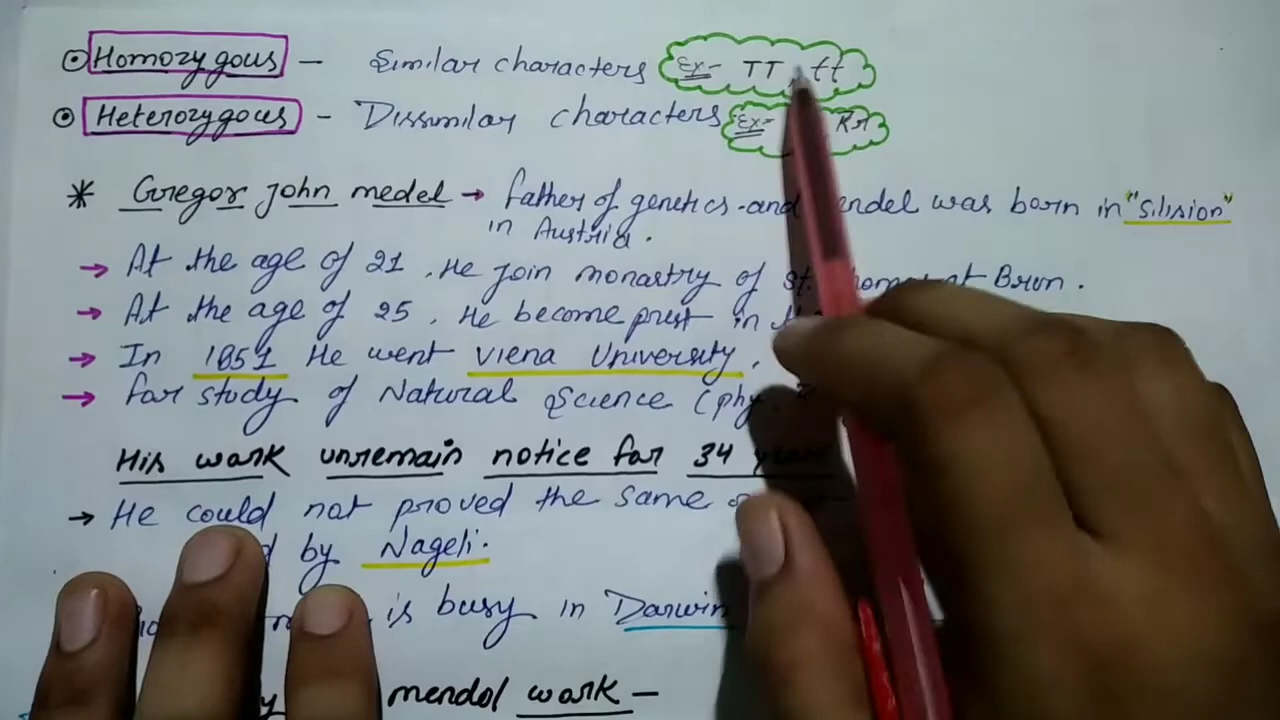 Homozygous – Similar characters Ex- TT, tt
Heterozygous – Dissimilar characters Ex- Rr
* Gregor john medel → father of genetics and mendel was born in "Silision"
in Austria.
→ At the age of 21, He join monastry of at Brun.
→ At the age of 25, He become prest in
→ In 1851 He went viena University,
→ for study of Natural Science (phy.
His work unremain notice for 34 years
→ He could not proved the same
by Nageli.
is busy in Darwin
mendel work –